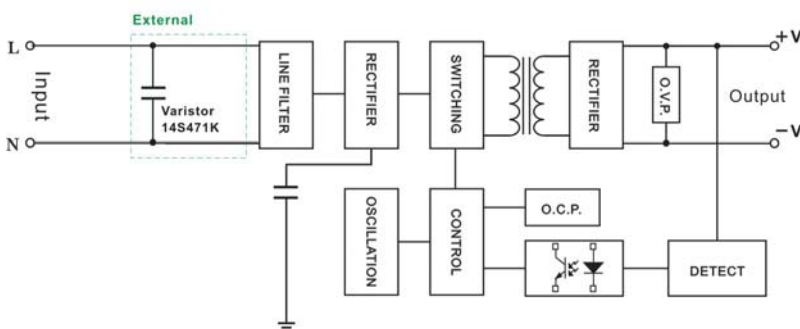 External
L
Input
N
Varistor
14S471K
LINE FILTER
RECTIFIER
SWITCHING
RECTIFIER
O.V.P.
+V
Output
−V
OSCILLATION
CONTROL
O.C.P.
DETECT